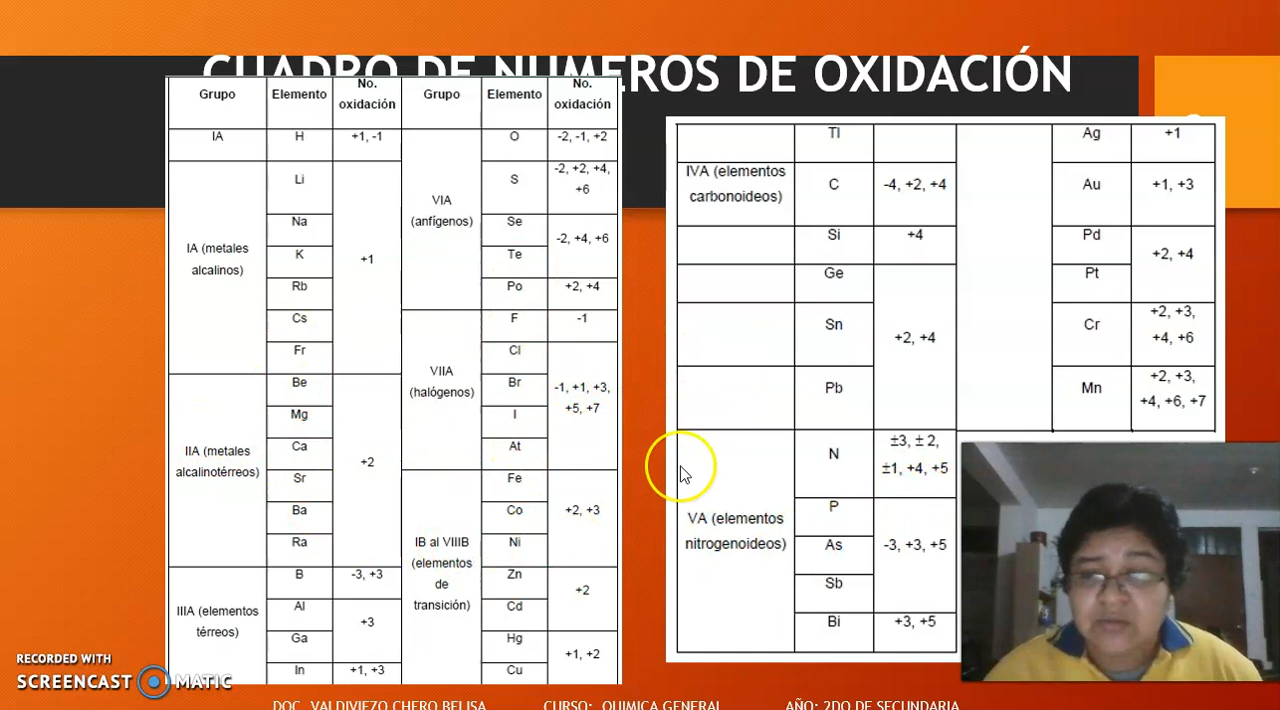 CUADRO DE NÚMEROS DE OXIDACIÓN
Grupo Elemento No. oxidación Grupo Elemento No. oxidación
IA H +1, -1
IA (metales alcalinos) Li +1
Na
K
Rb
Cs
Fr
IIA (metales alcalinotérreos) Be +2
Mg
Ca
Sr
Ba
Ra
IIIA (elementos térreos) B -3, +3
Al +3
Ga
In +1, +3
VIA (anfígenos) O -2, -1, +2
S -2, +2, +4, +6
Se -2, +4, +6
Te
Po +2, +4
VIIA (halógenos) F -1
Cl -1, +1, +3, +5, +7
Br
I
At
IB al VIIIB (elementos de transición) Fe +2, +3
Co
Ni
Zn +2
Cd
Hg +1, +2
Cu
Tl
IVA (elementos carbonoideos) C -4, +2, +4
Si +4
Ge +2, +4
Sn
Pb
VA (elementos nitrogenoideos) N ±3, ± 2, ±1, +4, +5
P -3, +3, +5
As
Sb
Bi +3, +5
Ag +1
Au +1, +3
Pd +2, +4
Pt
Cr +2, +3, +4, +6
Mn +2, +3, +4, +6, +7
RECORDED WITH
SCREENCAST MATIC
DOC. VALDIVIEZO CHERO BELISA CURSO: QUIMICA GENERAL AÑO: 2DO DE SECUNDARIA